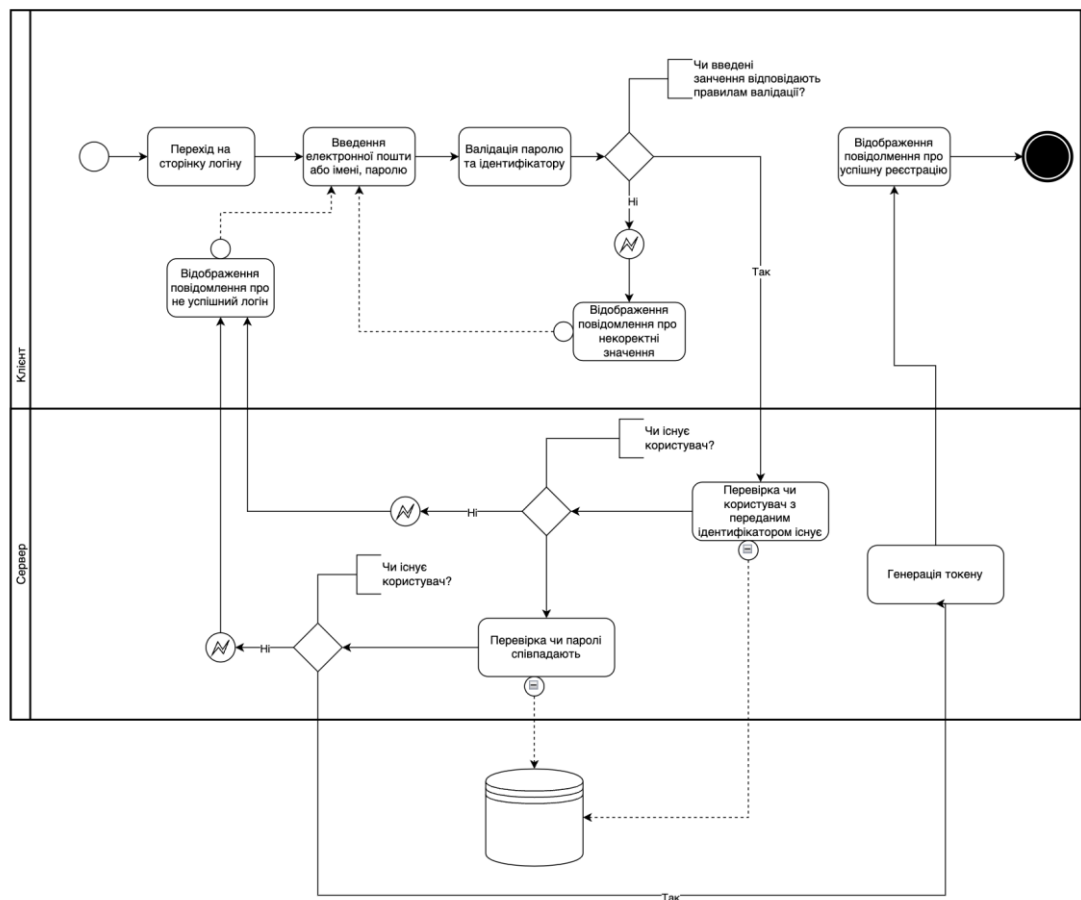 Клієнт
Чи введені
занчення відповідають
правилам валідації?
Перехід на
сторінку логіну
Введення
електронної пошти
або імені, паролю
Валідація паролю
та ідентифікатору
Відображення
повідолмення про
успішну реєстрацію
Ні
Так
Відображення
повідомлення про
не успішний логін
Відображення
повідомлення про
некоректні
значення
Сервер
Чи існує
користувач?
Перевірка чи
користувач з
переданим
ідентифікатором існує
Ні
Чи існує
користувач?
Генерація токену
Перевірка чи паролі
співпадають
Ні
Так